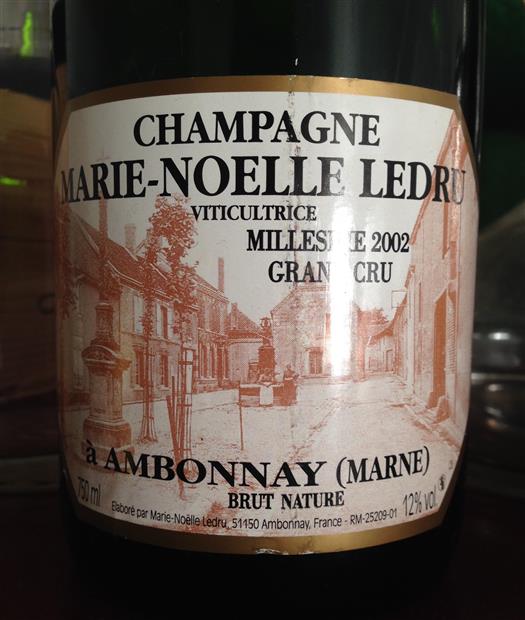 CHAMPAGNE
MARIE-NOELLE LEDRU
VITICULTRICE
MILLESIME 2002
GRAND CRU
à AMBONNAY (MARNE)
BRUT NATURE
750 ml
12% vol.
Elaboré par Marie-Noëlle Ledru, 51150 Ambonnay, France - RM-25209-01